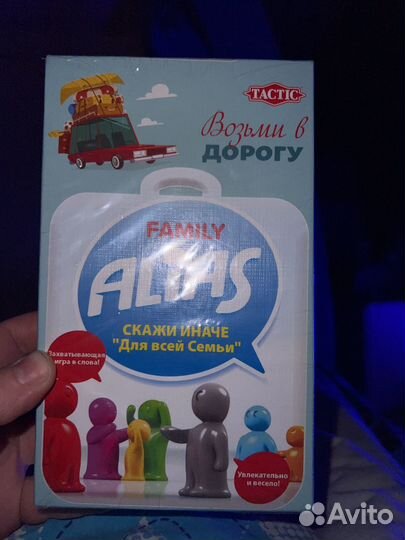 TACTIC
Возьми в
ДОРОГУ
FAMILY
ALIAS
СКАЖИ ИНАЧЕ
"Для всей Семьи"
Захватывающая
игра в слова!
Увлекательно
и весело!
Avito